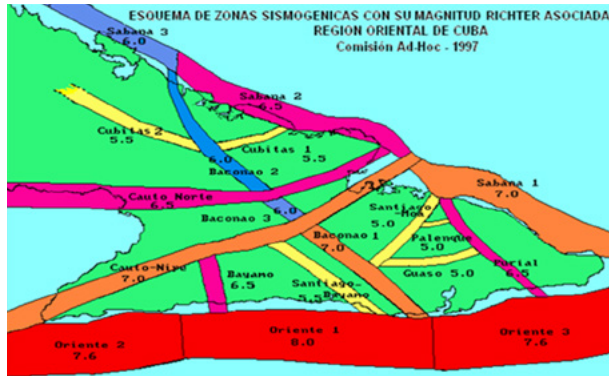 ESQUEMA DE ZONAS SISMOGENICAS CON SU MAGNITUD RICHTER ASOCIADA
REGION ORIENTAL DE CUBA
Comisión Ad-Hoc - 1997
Sabana 3
6.0
Sabana 2
6.5
Cubitas 2
5.5
Cubitas 1
5.5
6.0
Baconao 2
Cauto Norte
6.5
Sabana 1
7.0
Baconao 3
6.0
Santiago-
Moa
5.0
Baconao 1
7.0
Palenque
5.0
Cauto-Nipe
7.0
Bayamo
6.5
Guaso 5.0
Purial
6.5
Santiago-
Bayamo
5.5
Oriente 2
7.6
Oriente 1
8.0
Oriente 3
7.6